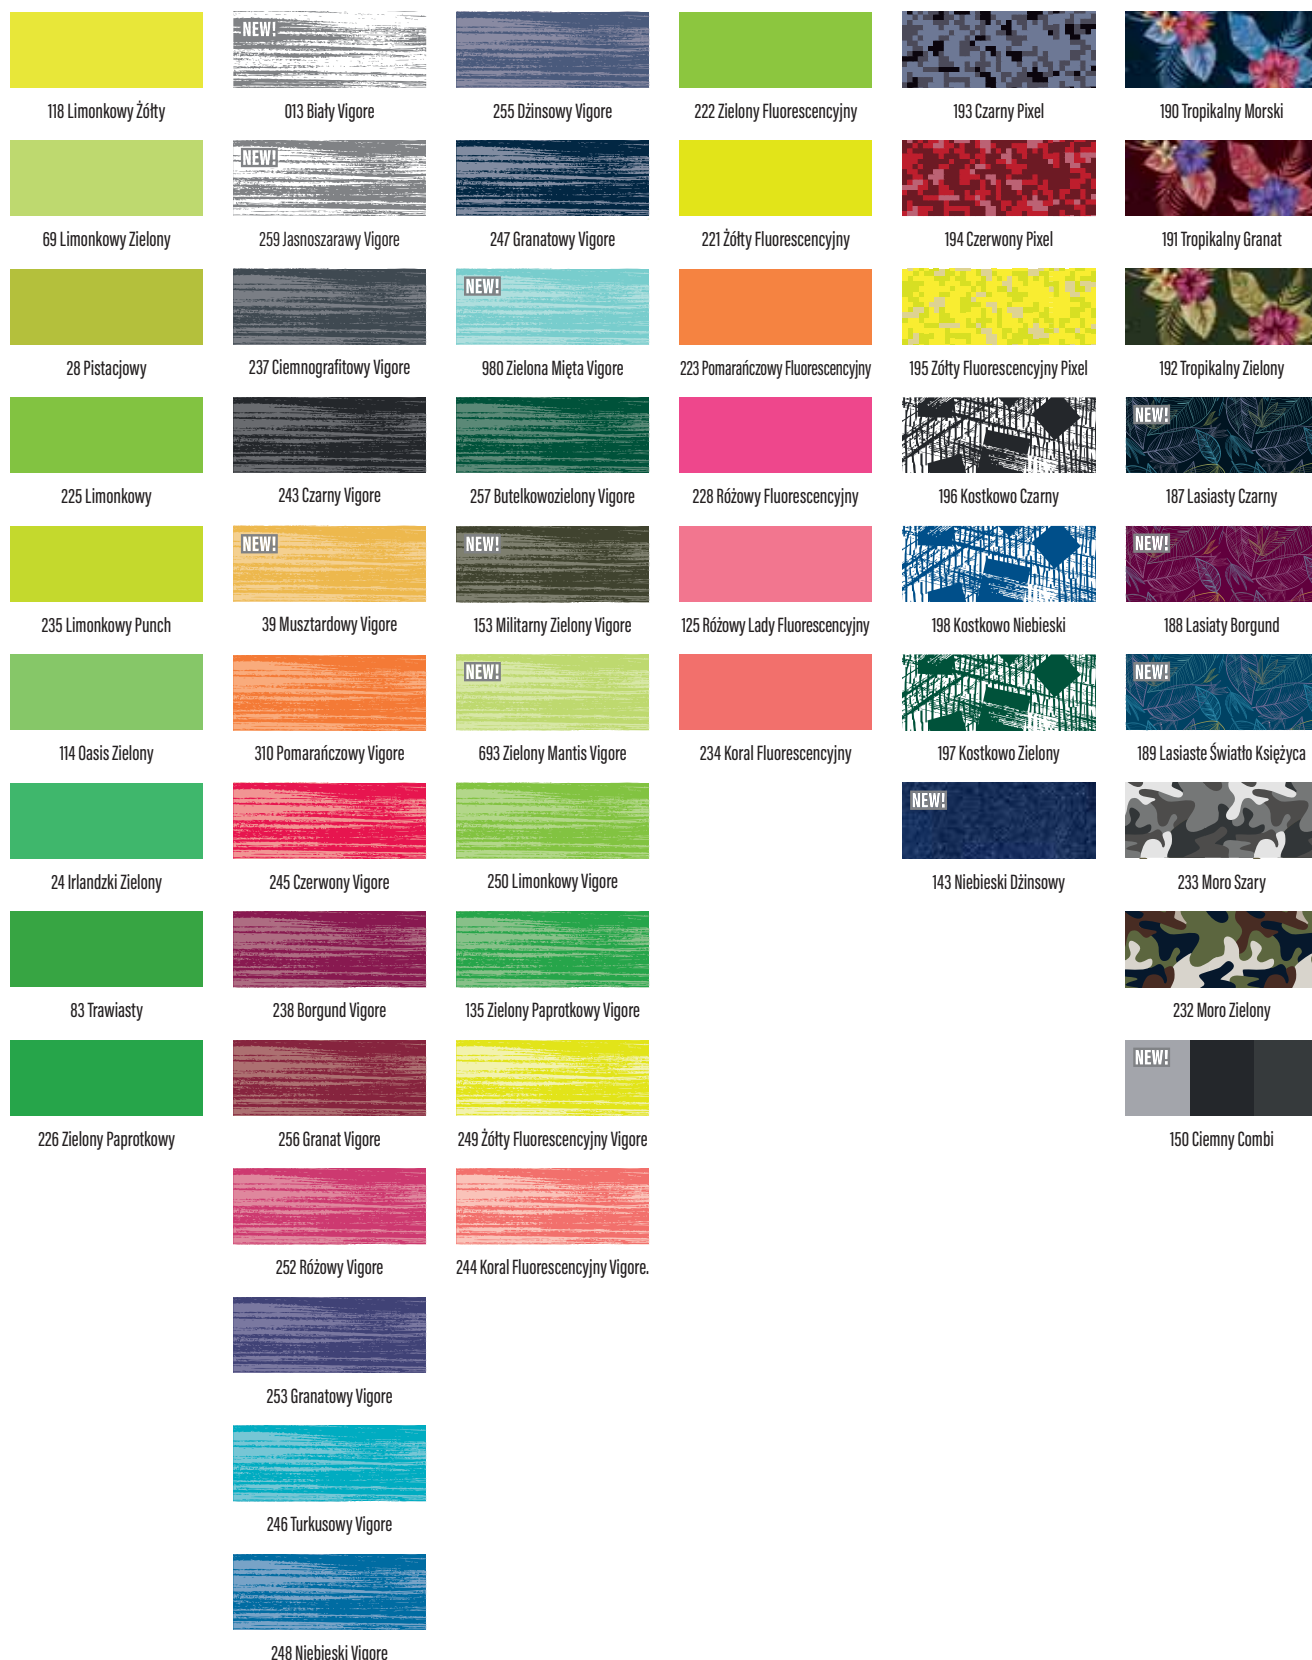 118 Limonkowy Żółty
69 Limonkowy Zielony
28 Pistacjowy
225 Limonkowy
235 Limonkowy Punch
114 Oasis Zielony
24 Irlandzki Zielony
83 Trawiasty
226 Zielony Paprotkowy
NEW!
013 Biały Vigore
NEW!
259 Jasnoszarawy Vigore
237 Ciemnografitowy Vigore
243 Czarny Vigore
NEW!
39 Musztardowy Vigore
310 Pomarańczowy Vigore
245 Czerwony Vigore
238 Borgund Vigore
256 Granat Vigore
252 Różowy Vigore
253 Granatowy Vigore
246 Turkusowy Vigore
248 Niebieski Vigore
255 Dżinsowy Vigore
247 Granatowy Vigore
NEW!
980 Zielona Mięta Vigore
257 Butelkowozielony Vigore
NEW!
153 Militarny Zielony Vigore
NEW!
693 Zielony Mantis Vigore
250 Limonkowy Vigore
135 Zielony Paprotkowy Vigore
249 Żółty Fluorescencyjny Vigore
244 Koral Fluorescencyjny Vigore.
222 Zielony Fluorescencyjny
221 Żółty Fluorescencyjny
223 Pomarańczowy Fluorescencyjny
228 Różowy Fluorescencyjny
125 Różowy Lady Fluorescencyjny
234 Koral Fluorescencyjny
193 Czarny Pixel
194 Czerwony Pixel
195 Zółty Fluorescencyjny Pixel
196 Kostkowo Czarny
198 Kostkowo Niebieski
197 Kostkowo Zielony
NEW!
143 Niebieski Dżinsowy
190 Tropikalny Morski
191 Tropikalny Granat
192 Tropikalny Zielony
NEW!
187 Lasiasty Czarny
NEW!
188 Lasiaty Borgund
NEW!
189 Lasiaste Światło Księżyca
233 Moro Szary
232 Moro Zielony
NEW!
150 Ciemny Combi